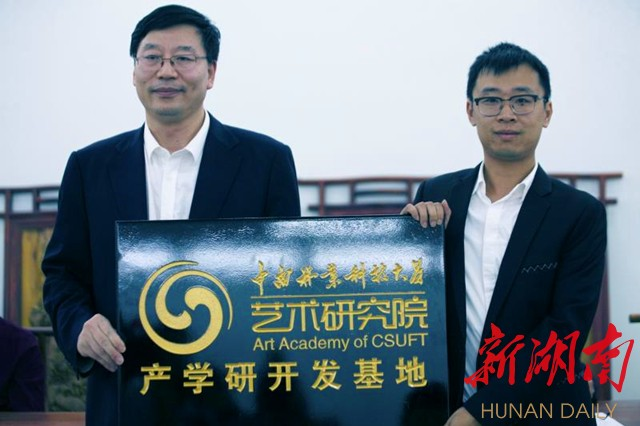 中南林业科技大学
艺术研究院
Art Academy of CSUFT
产学研开发基地
新湖南
HUNAN DAILY